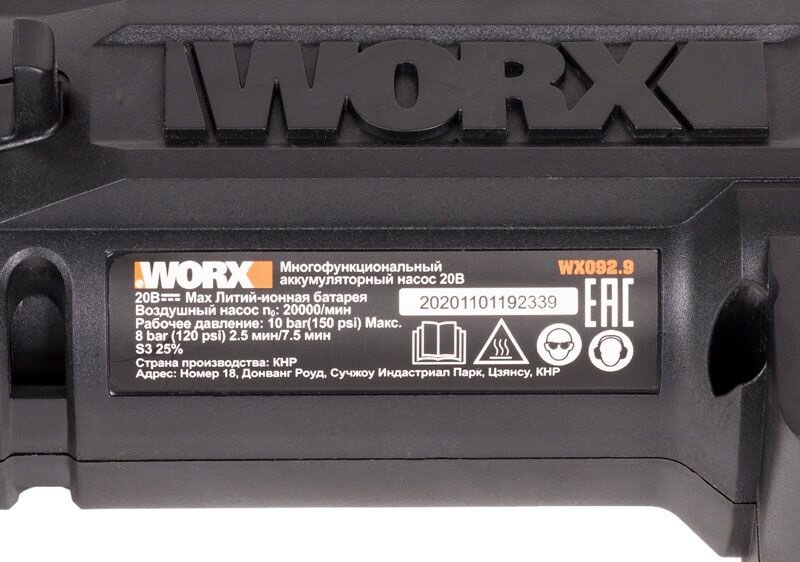 WORX
WORX
Многофункциональный
аккумуляторный насос 20В
WX092.9
20В Max Литий-ионная батарея
Воздушный насос n₀: 20000/мин
Рабочее давление: 10 bar(150 psi) Макс.
8 bar (120 psi) 2.5 мин/7.5 мин
S3 25%
20201101192339
EAC
Страна производства: КНР
Адрес: Номер 18, Донванг Роуд, Сучжоу Индастриал Парк, Цзянсу, КНР